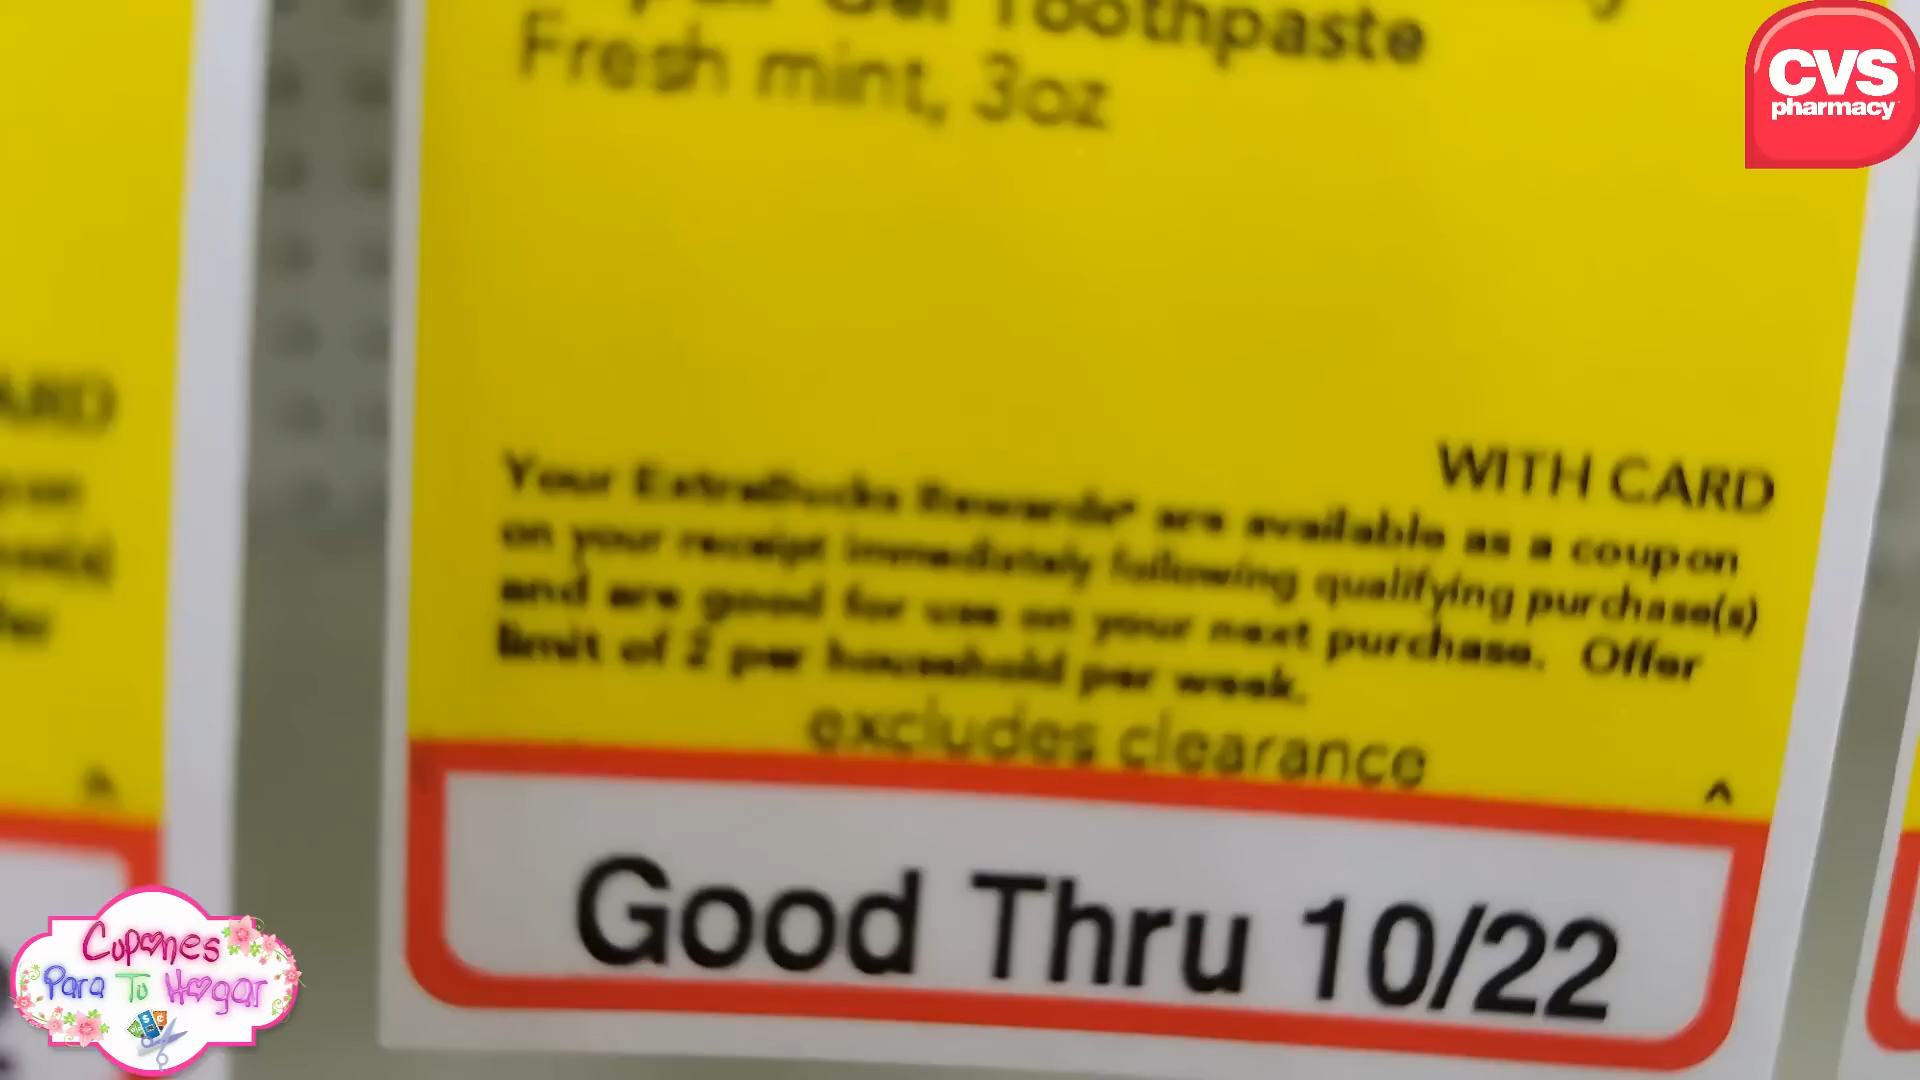 Gel Toothpaste
Fresh mint, 3oz
CVS
pharmacy
WITH CARD
Your ExtraBucks Rewards® are available as a coupon
on your receipt immediately following qualifying purchase(s)
and are good for use on your next purchase. Offer
limit of 2 per household per week.
excludes clearance
^
Good Thru 10/22
ARD
Cupones
Para Tu Hogar